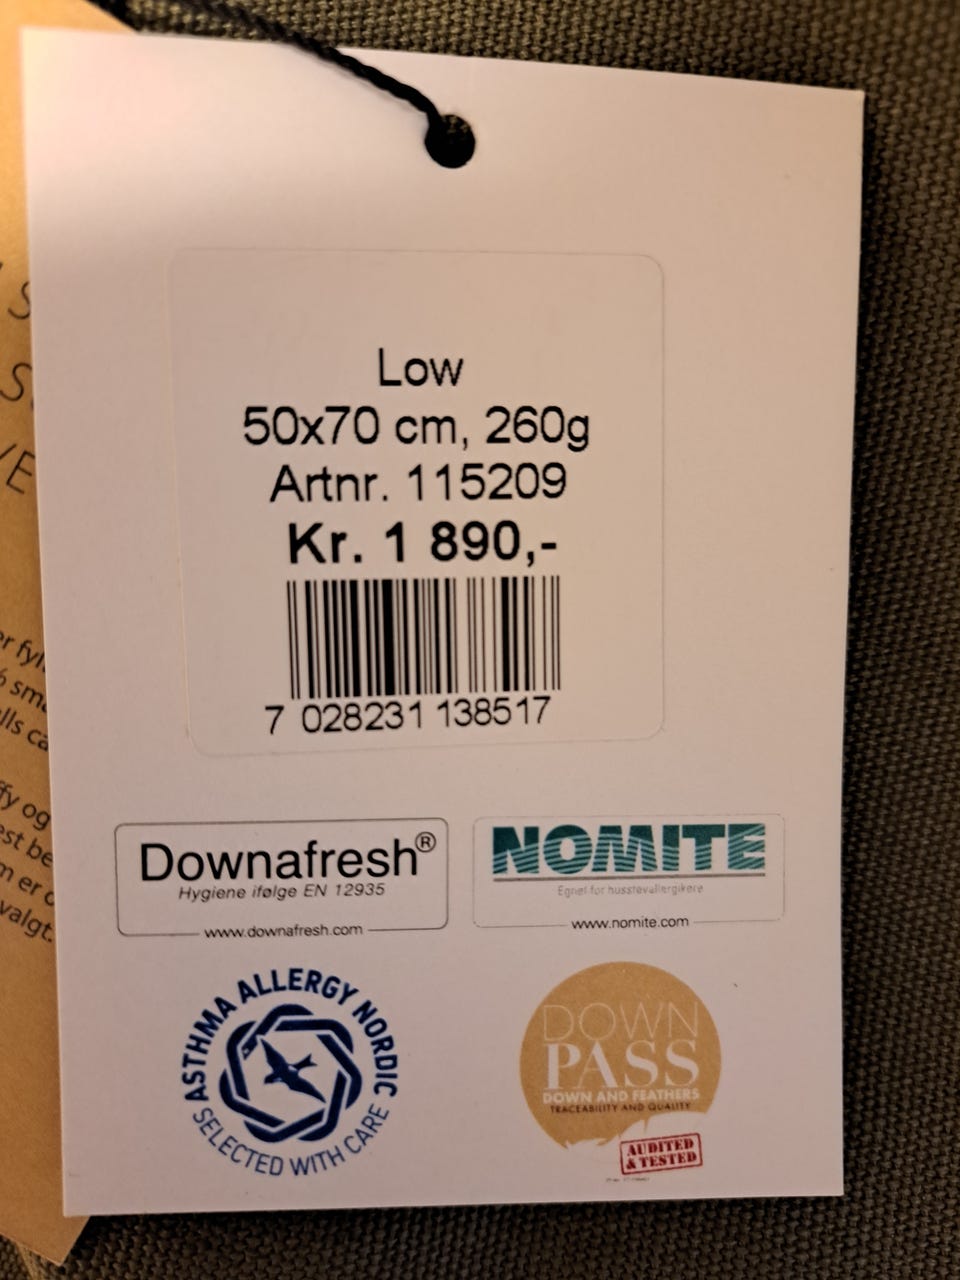 Low
50x70 cm, 260g
Artnr. 115209
Kr. 1 890,-
7 028231 138517
Downafresh®
Hygiene ifølge EN 12935
www.downafresh.com
NOMITE
Egnet for husstøvallergikere
www.nomite.com
ASTHMA ALLERGY NORDIC
SELECTED WITH CARE
DOWN
PASS
DOWN AND FEATHERS
TRACEABILITY AND QUALITY
AUDITED
& TESTED